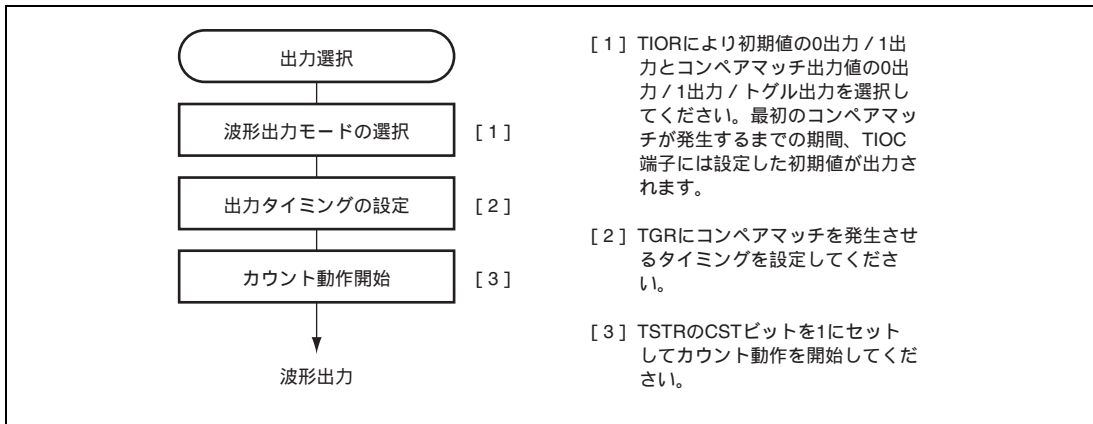 出力選択
波形出力モードの選択
[1]
出力タイミングの設定
[2]
カウント動作開始
[3]
波形出力
[1] TIORにより初期値の0出力/1出
力とコンペアマッチ出力値の0出
力/1出力/トグル出力を選択し
てください。最初のコンペアマッ
チが発生するまでの期間、TIOC
端子には設定した初期値が出力さ
れます。
[2] TGRにコンペアマッチを発生させ
るタイミングを設定してくださ
い。
[3] TSTRのCSTビットを1にセット
してカウント動作を開始してくだ
さい。